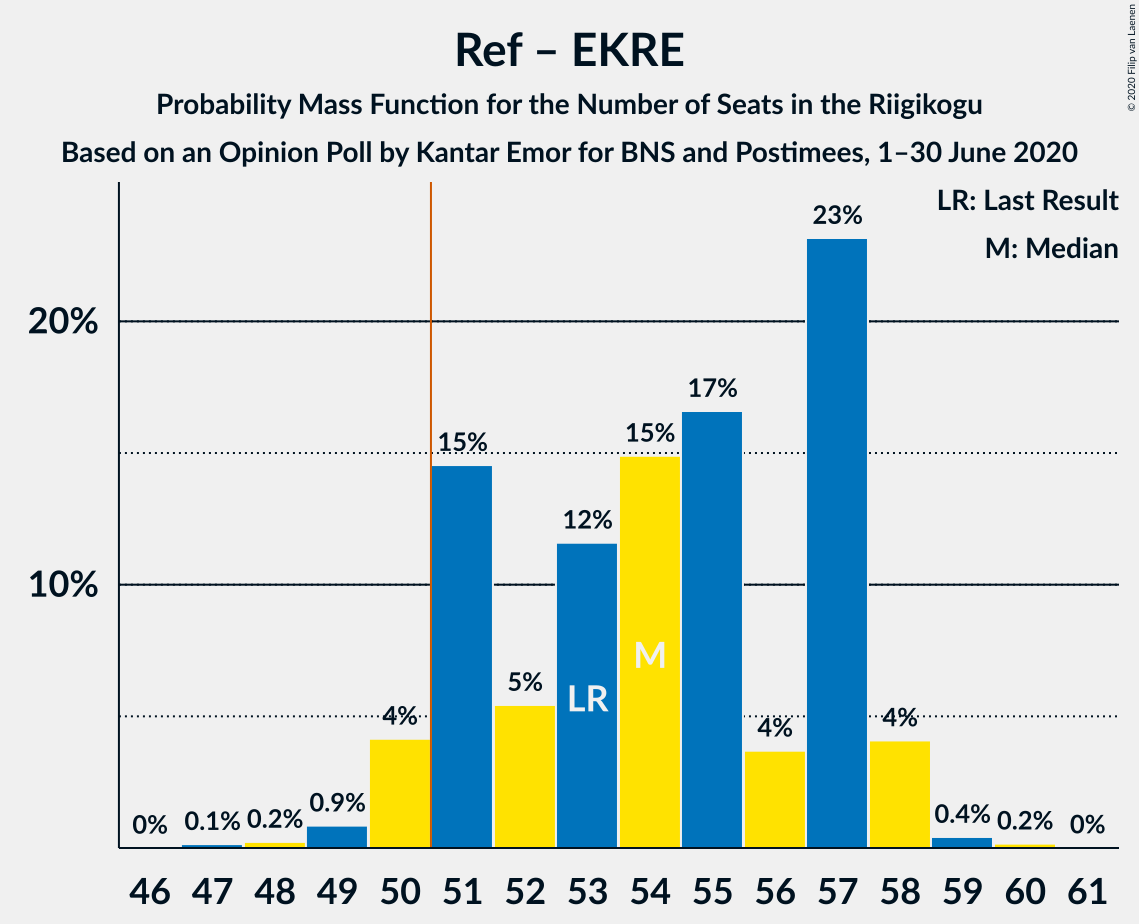 Ref – EKRE
Probability Mass Function for the Number of Seats in the Riigikogu
Based on an Opinion Poll by Kantar Emor for BNS and Postimees, 1–30 June 2020
© 2020 Filip van Laenen
LR: Last Result
M: Median
20%
10%
0%
0.1%
0.2%
0.9%
4%
15%
5%
12%
15%
17%
4%
23%
4%
0.4%
0.2%
0%
LR
M
46 47 48 49 50 51 52 53 54 55 56 57 58 59 60 61